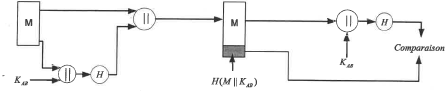 M
||
M
||
H
||
H
Comparaison
K_AB
K_AB
H(M || K_AB)